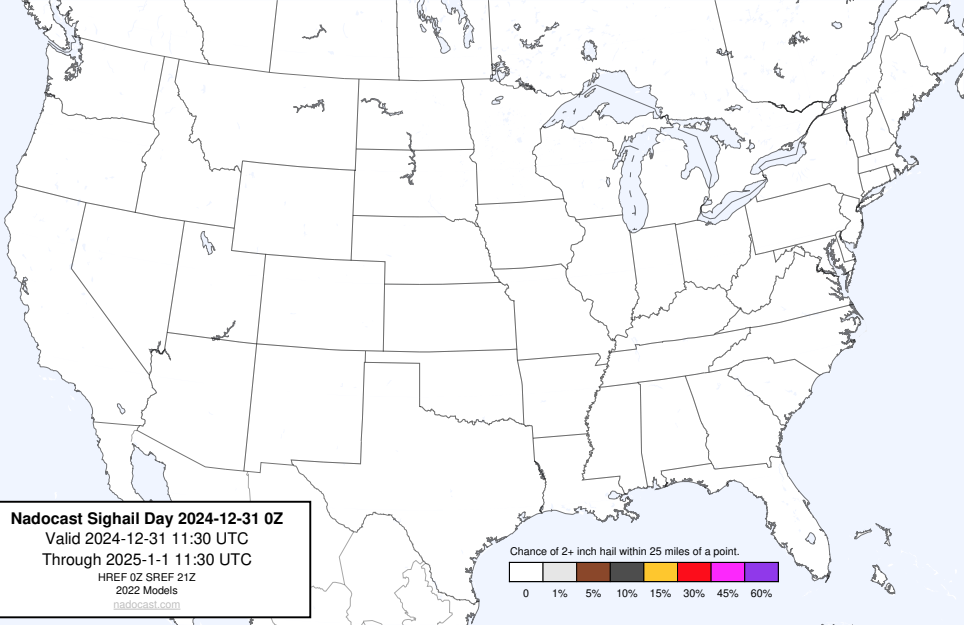 Nadocast Sighail Day 2024-12-31 0Z
Valid 2024-12-31 11:30 UTC
Through 2025-1-1 11:30 UTC
HREF 0Z SREF 21Z
2022 Models
nadocast.com
Chance of 2+ inch hail within 25 miles of a point.
0 1% 5% 10% 15% 30% 45% 60%